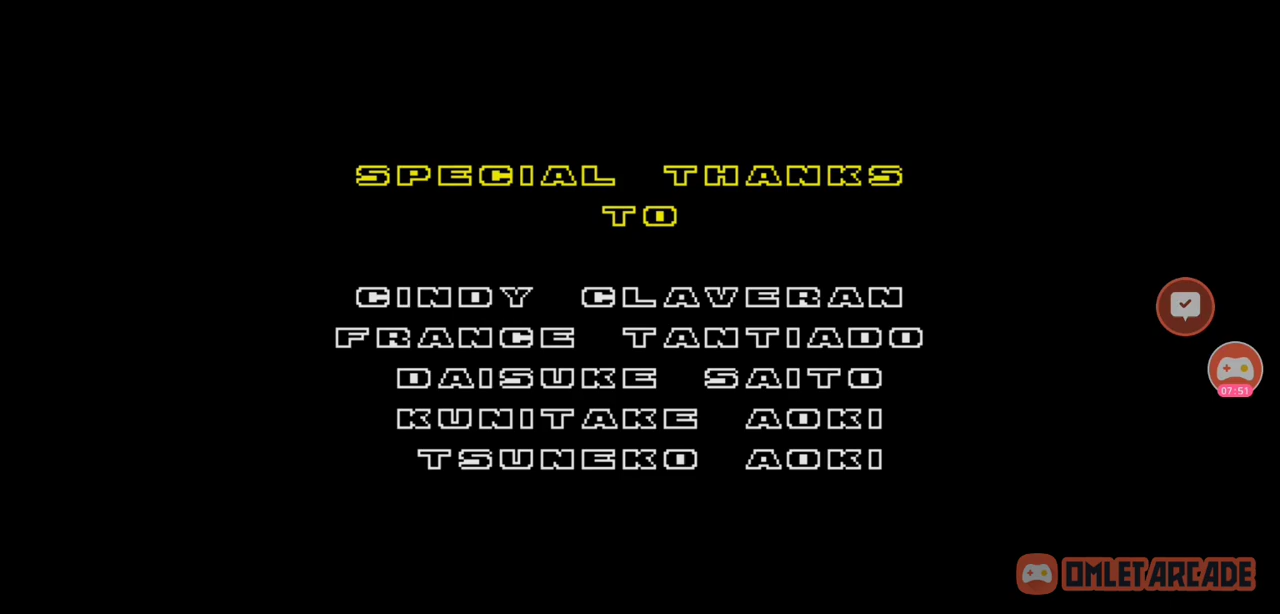 SPECIAL THANKS
TO
CINDY CLAVERAN
FRANCE TANTIADO
DAISUKE SAITO
KUNITAKE AOKI
TSUNEKO AOKI
07:51
OMLET ARCADE